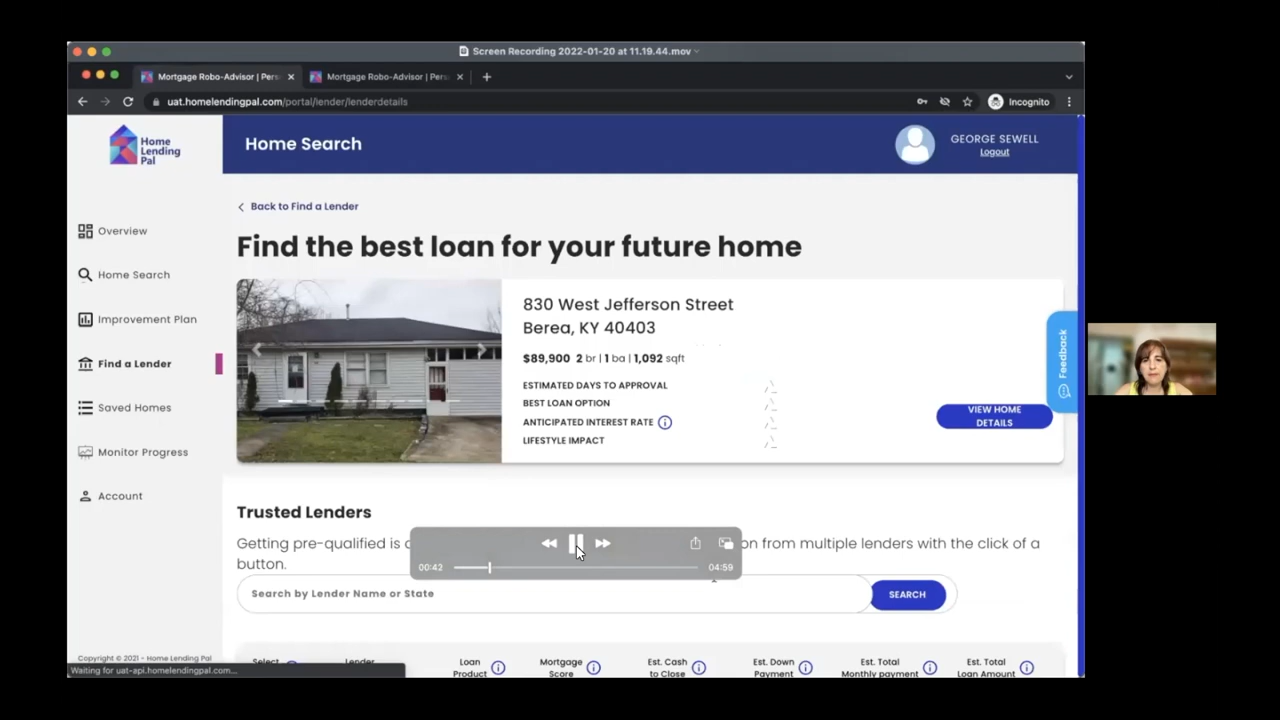 Screen Recording 2022-01-20 at 11.19.44.mov
Mortgage Robo-Advisor | Pers
Mortgage Robo-Advisor | Pers
uat.homelendingpal.com/portal/lender/lenderdetails
Incognito
Home
Lending
Pal
Home Search
GEORGE SEWELL
Logout
Overview
Home Search
Improvement Plan
Find a Lender
Saved Homes
Monitor Progress
Account
Back to Find a Lender
Find the best loan for your future home
830 West Jefferson Street
Berea, KY 40403
$89,900 2 br | 1 ba | 1,092 sqft
ESTIMATED DAYS TO APPROVAL
BEST LOAN OPTION
ANTICIPATED INTEREST RATE
LIFESTYLE IMPACT
VIEW HOME
DETAILS
Feedback
Trusted Lenders
Getting pre-qualified is on from multiple lenders with the click of a
button.
00:42
04:59
Search by Lender Name or State
SEARCH
Select
Lender
Loan
Product
Mortgage
Score
Est. Cash
to Close
Est. Down
Payment
Est. Total
Monthly payment
Est. Total
Loan Amount
Copyright © 2021 - Home Lending Pal
Waiting for uat-api.homelendingpal.com...